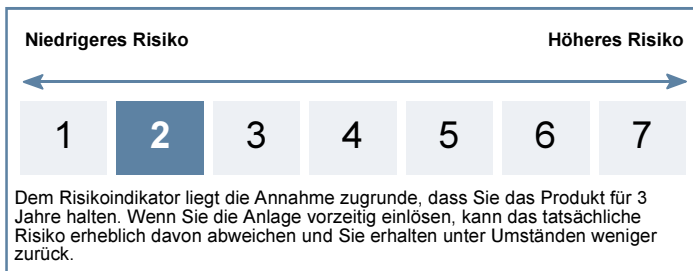 Niedrigeres Risiko Höheres Risiko
1 2 3 4 5 6 7
Dem Risikoindikator liegt die Annahme zugrunde, dass Sie das Produkt für 3
Jahre halten. Wenn Sie die Anlage vorzeitig einlösen, kann das tatsächliche
Risiko erheblich davon abweichen und Sie erhalten unter Umständen weniger
zurück.